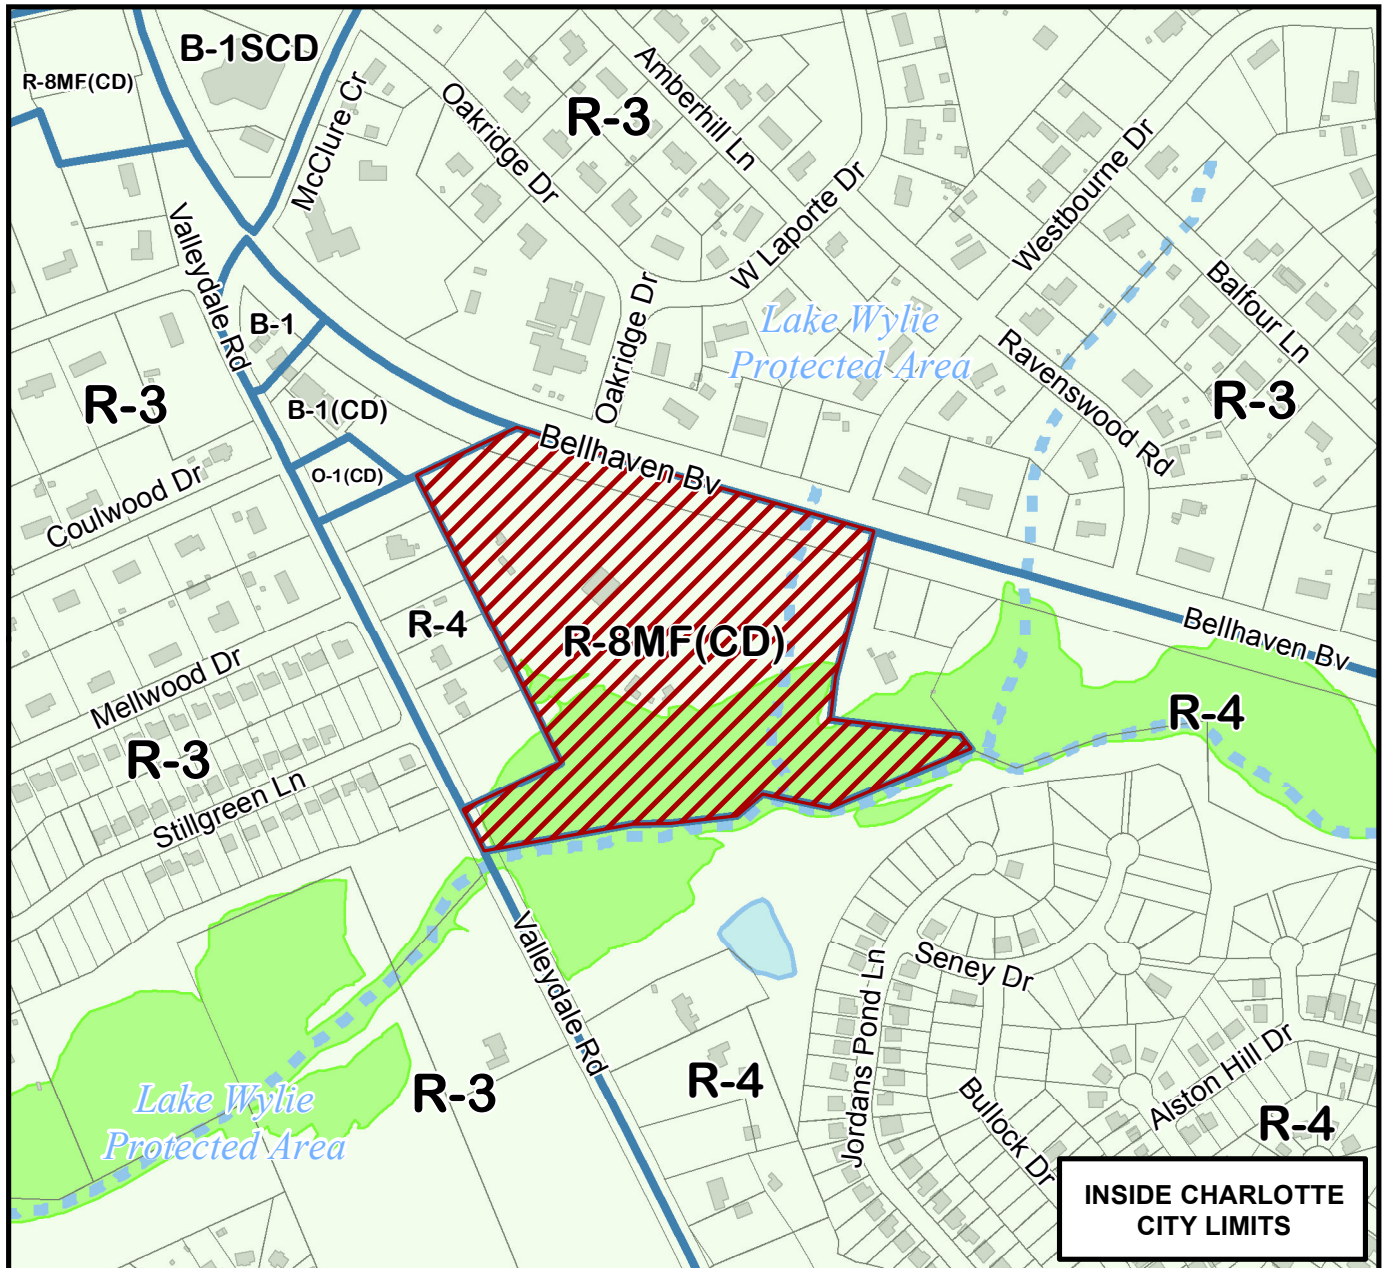 B-1SCD
R-8MF(CD)
McClure Cr
Oakridge Dr
R-3
Amberhill Ln
Westbourne Dr
Valleydale Rd
W Laporte Dr
Balfour Ln
Oakridge Dr
B-1
Lake Wylie
Protected Area
Ravenswood Rd
R-3
R-3
B-1(CD)
Bellhaven Bv
O-1(CD)
Coulwood Dr
R-4
R-8MF(CD)
Bellhaven Bv
Mellwood Dr
R-4
R-3
Stillgreen Ln
Valleydale Rd
Jordans Pond Ln
Seney Dr
R-3
R-4
Lake Wylie
Protected Area
Bullock Dr
Alston Hill Dr
R-4
INSIDE CHARLOTTE
CITY LIMITS